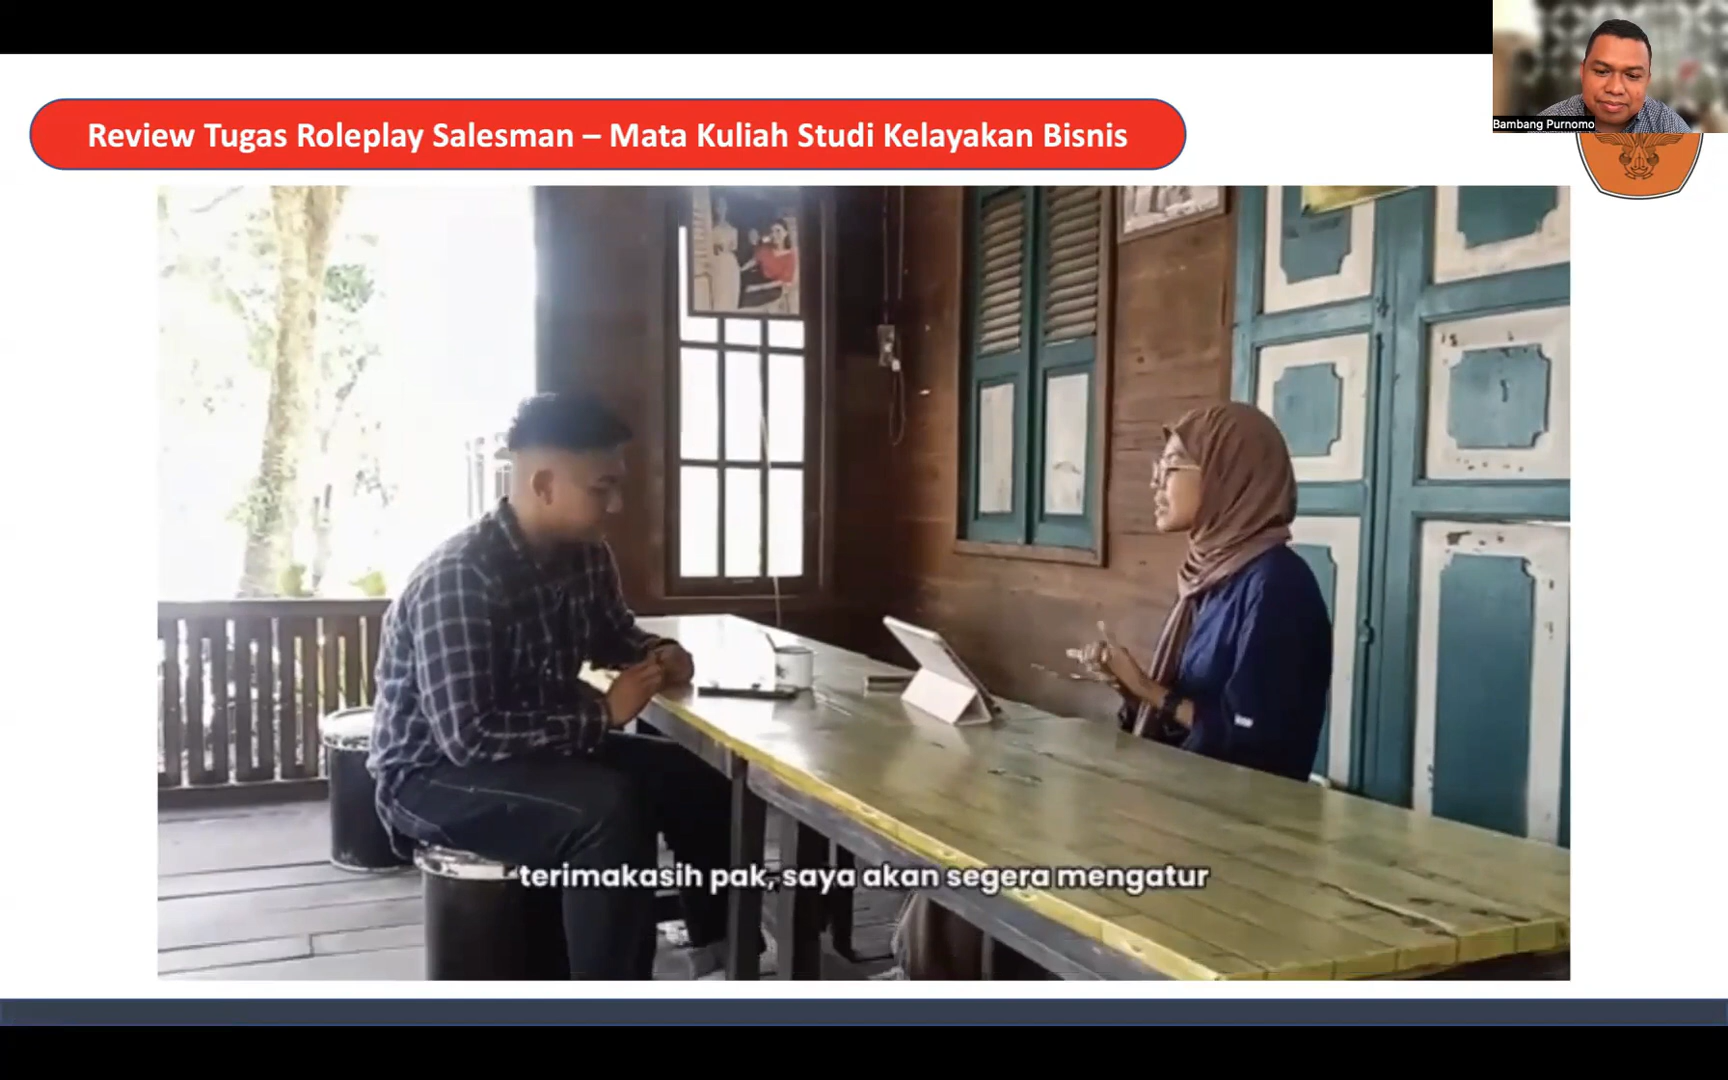 Bambang Purnomo
Review Tugas Roleplay Salesman – Mata Kuliah Studi Kelayakan Bisnis
terimakasih pak, saya akan segera mengatur